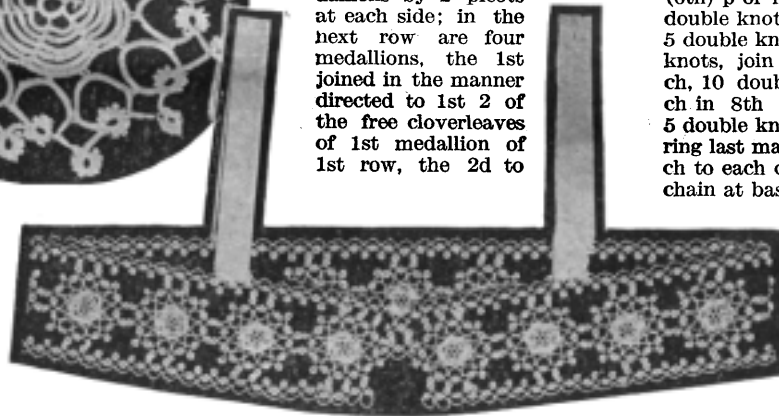 at each side; in the
next row are four
medallions, the 1st
joined in the manner
directed to 1st 2 of
the free cloverleaves
of 1st medallion of
1st row, the 2d to
double knot
5 double kn
knots, join
ch, 10 doub
ch in 8th
5 double kn
ring last ma
ch to each c
chain at bas